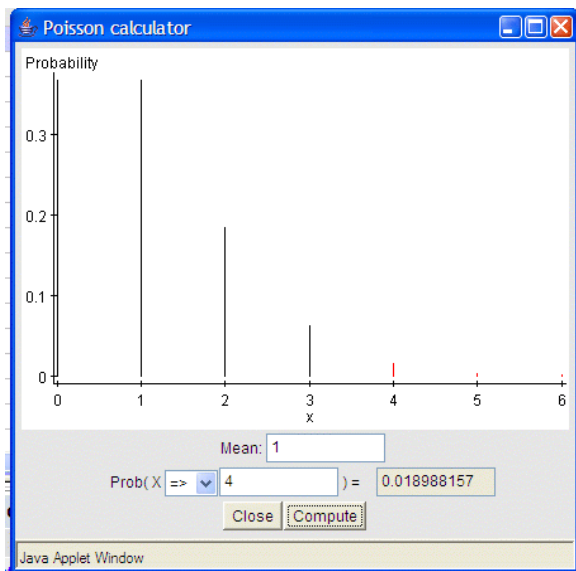 Poisson calculator
Probability
0.3
0.2
0.1
0
0 1 2 3 4 5 6
x
Mean: 1
Prob( X => 4 ) = 0.018988157
Close Compute
Java Applet Window